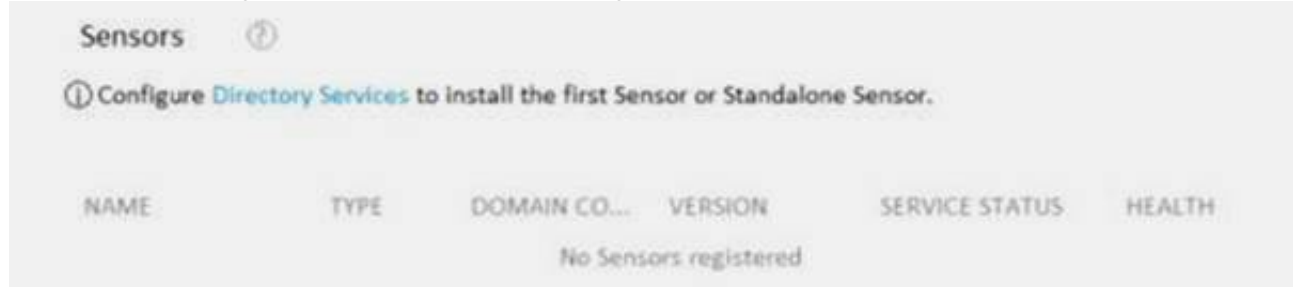 Sensors ?
ⓘ Configure Directory Services to install the first Sensor or Standalone Sensor.
NAME TYPE DOMAIN CO... VERSION SERVICE STATUS HEALTH
No Sensors registered